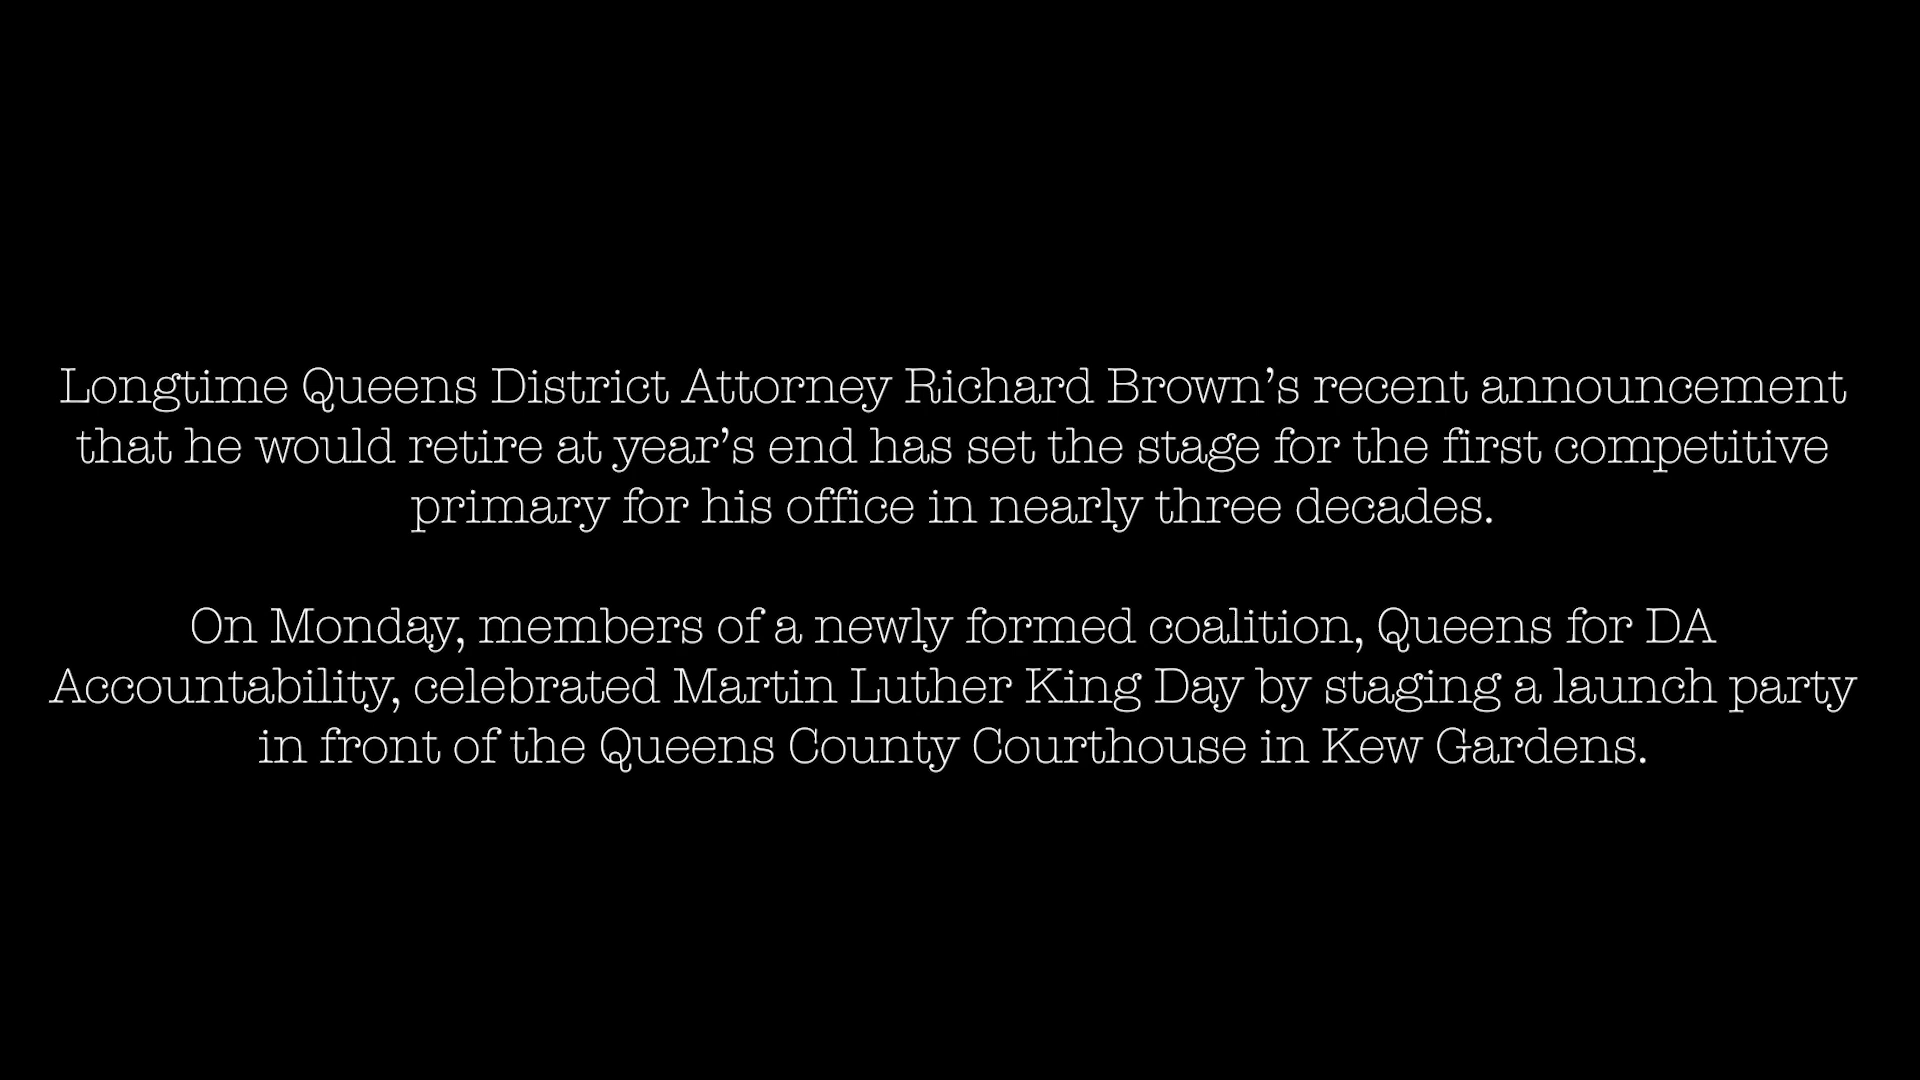 Longtime Queens District Attorney Richard Brown’s recent announcement
that he would retire at year’s end has set the stage for the first competitive
primary for his office in nearly three decades.
On Monday, members of a newly formed coalition, Queens for DA
Accountability, celebrated Martin Luther King Day by staging a launch party
in front of the Queens County Courthouse in Kew Gardens.